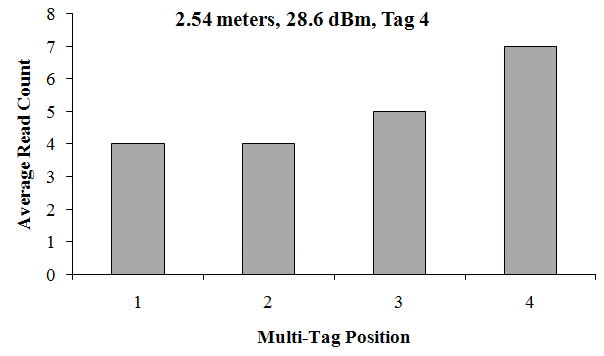 2.54 meters, 28.6 dBm, Tag 4
Average Read Count
8
7
6
5
4
3
2
1
0
1 2 3 4
Multi-Tag Position